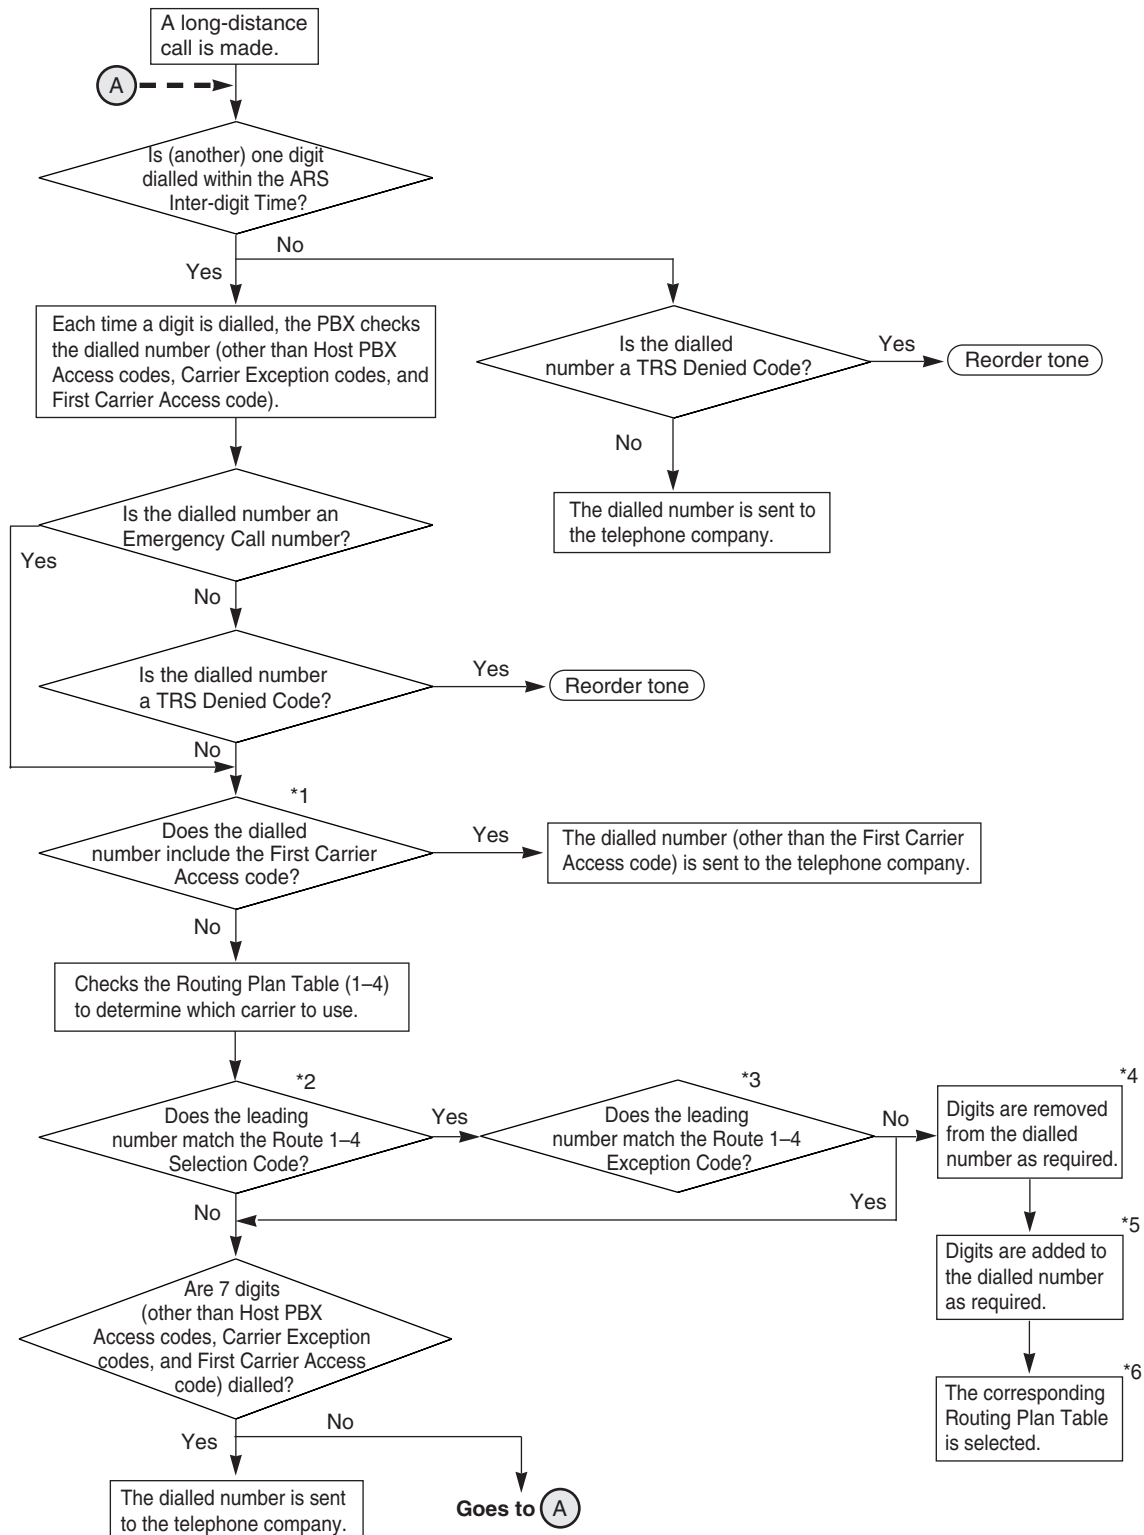 A long-distance
call is made.
A
Is (another) one digit
dialled within the ARS
Inter-digit Time?
No
Yes
Each time a digit is dialled, the PBX checks
the dialled number (other than Host PBX
Access codes, Carrier Exception codes, and
First Carrier Access code).
Is the dialled
number a TRS Denied Code?
Yes
Reorder tone
No
The dialled number is sent to
the telephone company.
Is the dialled number an
Emergency Call number?
Yes
No
Is the dialled number
a TRS Denied Code?
Yes
Reorder tone
No
*1
Does the dialled
number include the First Carrier
Access code?
Yes
The dialled number (other than the First Carrier
Access code) is sent to the telephone company.
No
Checks the Routing Plan Table (1–4)
to determine which carrier to use.
*2
Does the leading
number match the Route 1–4
Selection Code?
Yes
*3
Does the leading
number match the Route 1–4
Exception Code?
No
*4
Digits are removed
from the dialled
number as required.
Yes
No
*5
Digits are added to
the dialled number
as required.
Are 7 digits
(other than Host PBX
Access codes, Carrier Exception
codes, and First Carrier Access
code) dialled?
*6
The corresponding
Routing Plan Table
is selected.
No
Yes
The dialled number is sent
to the telephone company.
Goes to A